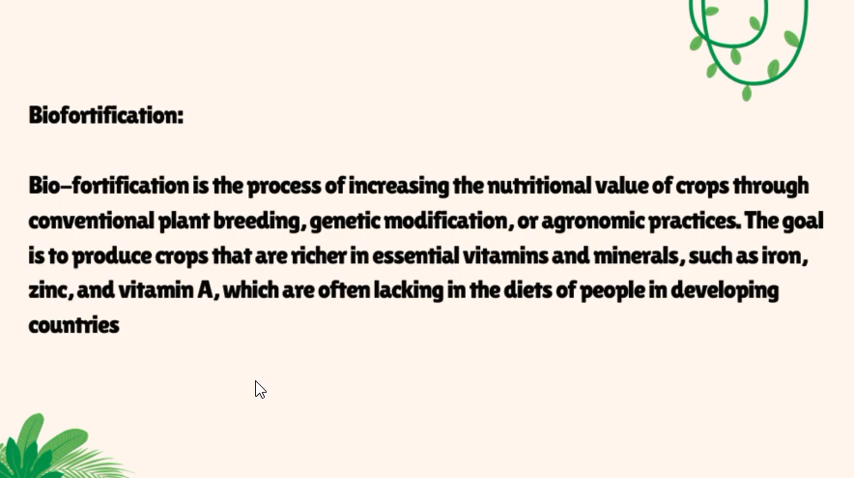 Biofortification:
Bio-fortification is the process of increasing the nutritional value of crops through
conventional plant breeding, genetic modification, or agronomic practices. The goal
is to produce crops that are richer in essential vitamins and minerals, such as iron,
zinc, and vitamin A, which are often lacking in the diets of people in developing
countries